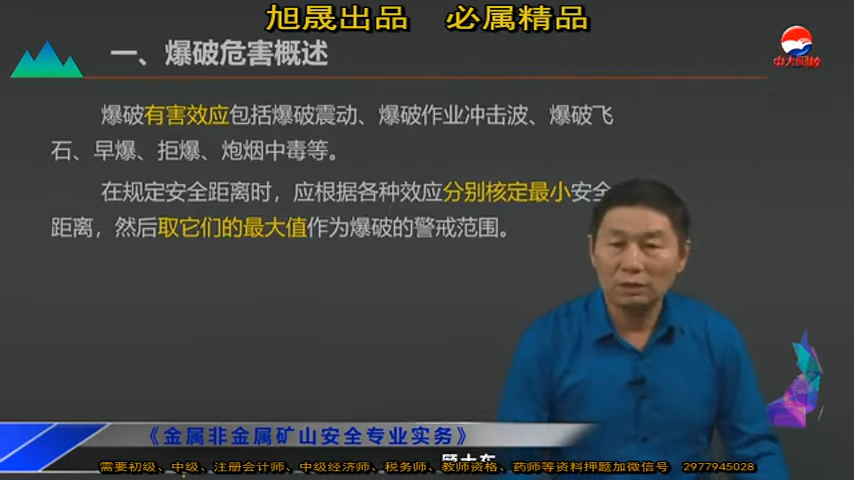 旭晟出品 必属精品
一、爆破危害概述
中大网校
爆破有害效应包括爆破震动、爆破作业冲击波、爆破飞
石、早爆、拒爆、炮烟中毒等。
在规定安全距离时，应根据各种效应分别核定最小安全
距离，然后取它们的最大值作为爆破的警戒范围。
《金属非金属矿山安全专业实务》
需要初级、中级、注册会计师、中级经济师、税务师、教师资格、药师等资料押题加微信号 2977945028